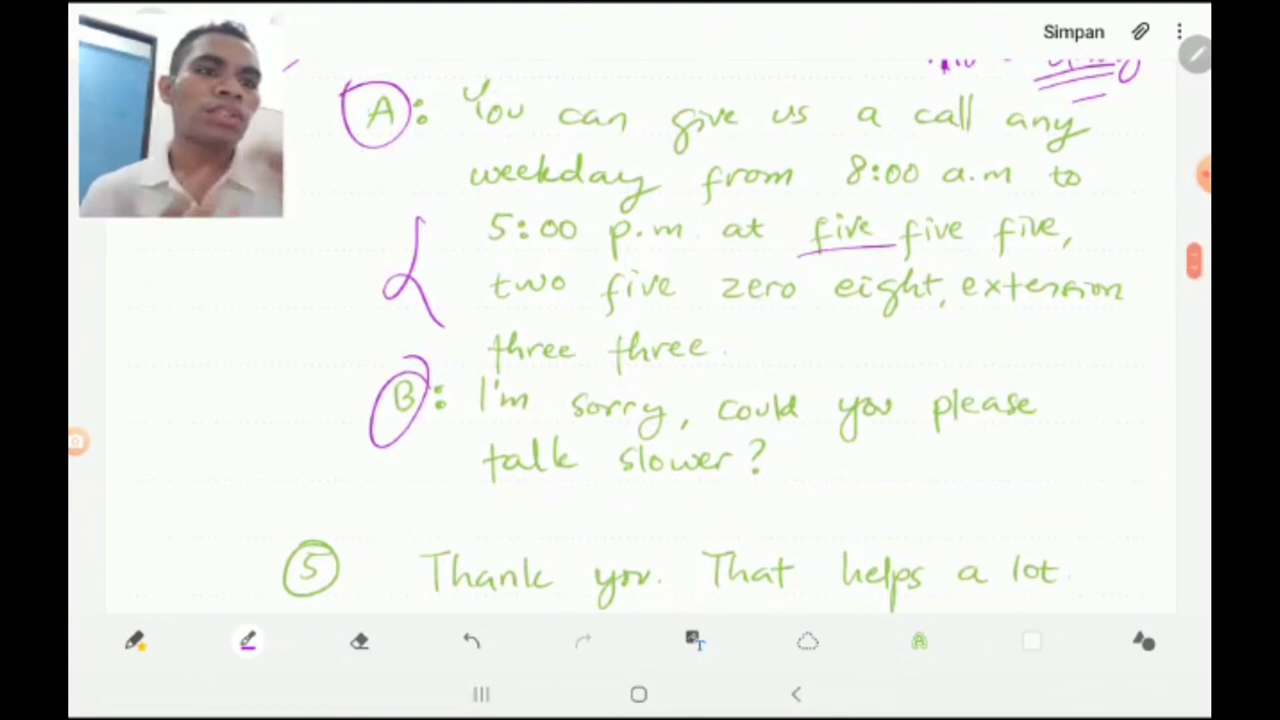 Simpan
A: You can give us a call any
weekday from 8:00 a.m to
5:00 p.m. at five five five,
two five zero eight, extension
three three.
B: I'm sorry, could you please
talk slower?
5 Thank you. That helps a lot.